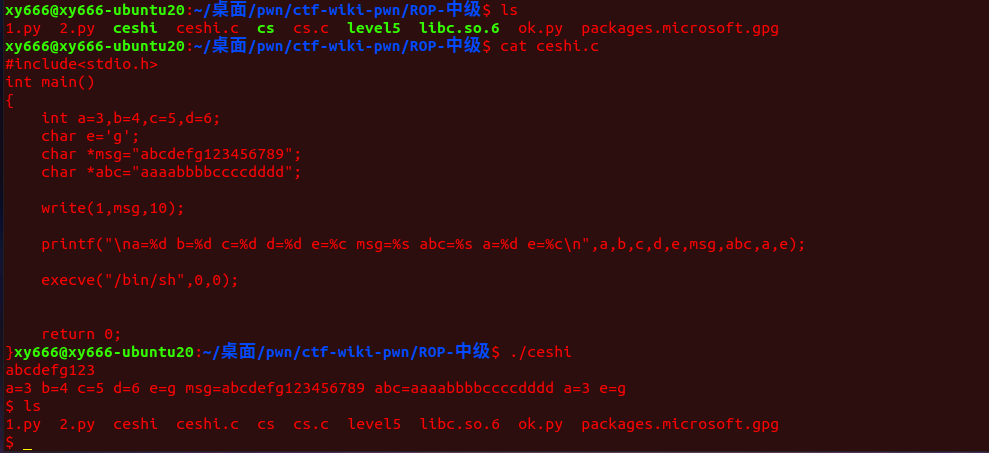 xy666@xy666-ubuntu20:~/桌面/pwn/ctf-wiki-pwn/ROP-中级$ ls
1.py  2.py  ceshi  ceshi.c  cs  cs.c  level5  libc.so.6  ok.py  packages.microsoft.gpg
xy666@xy666-ubuntu20:~/桌面/pwn/ctf-wiki-pwn/ROP-中级$ cat ceshi.c
#include<stdio.h>
int main()
{
    int a=3,b=4,c=5,d=6;
    char e='g';
    char *msg="abcdefg123456789";
    char *abc="aaaabbbbccccdddd";
    write(1,msg,10);
    printf("\na=%d b=%d c=%d d=%d e=%c msg=%s abc=%s a=%d e=%c\n",a,b,c,d,e,msg,abc,a,e);
    execve("/bin/sh",0,0);
    return 0;
}xy666@xy666-ubuntu20:~/桌面/pwn/ctf-wiki-pwn/ROP-中级$ ./ceshi
abcdefg123
a=3 b=4 c=5 d=6 e=g msg=abcdefg123456789 abc=aaaabbbbccccdddd a=3 e=g
$ ls
1.py  2.py  ceshi  ceshi.c  cs  cs.c  level5  libc.so.6  ok.py  packages.microsoft.gpg
$ _